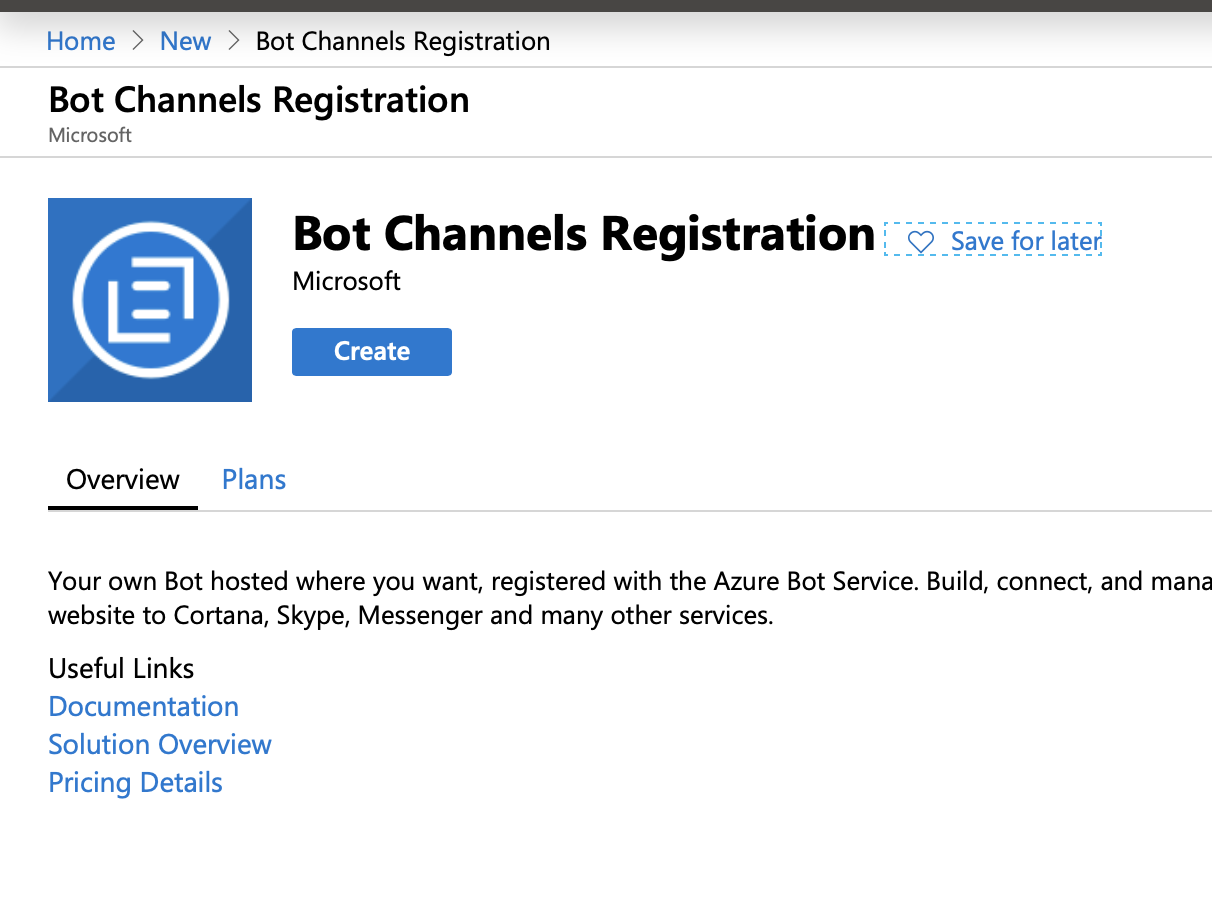 Home > New > Bot Channels Registration
Bot Channels Registration
Microsoft
Bot Channels Registration
Save for later
Microsoft
Create
Overview Plans
Your own Bot hosted where you want, registered with the Azure Bot Service. Build, connect, and mana
website to Cortana, Skype, Messenger and many other services.
Useful Links
Documentation
Solution Overview
Pricing Details